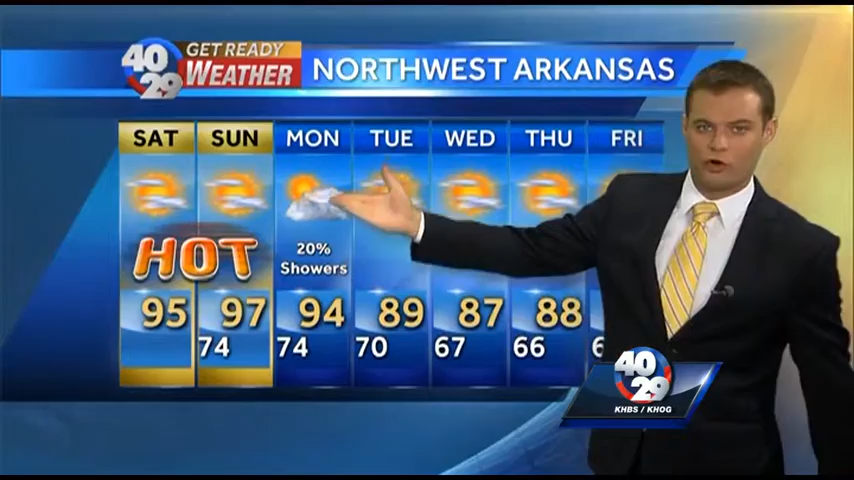 40
29
GET READY
WEATHER
NORTHWEST ARKANSAS
SAT SUN MON TUE WED THU FRI
HOT
20%
Showers
95 97 94 89 87 88
74 74 70 67 66 6
40
29
KHBS / KHOG